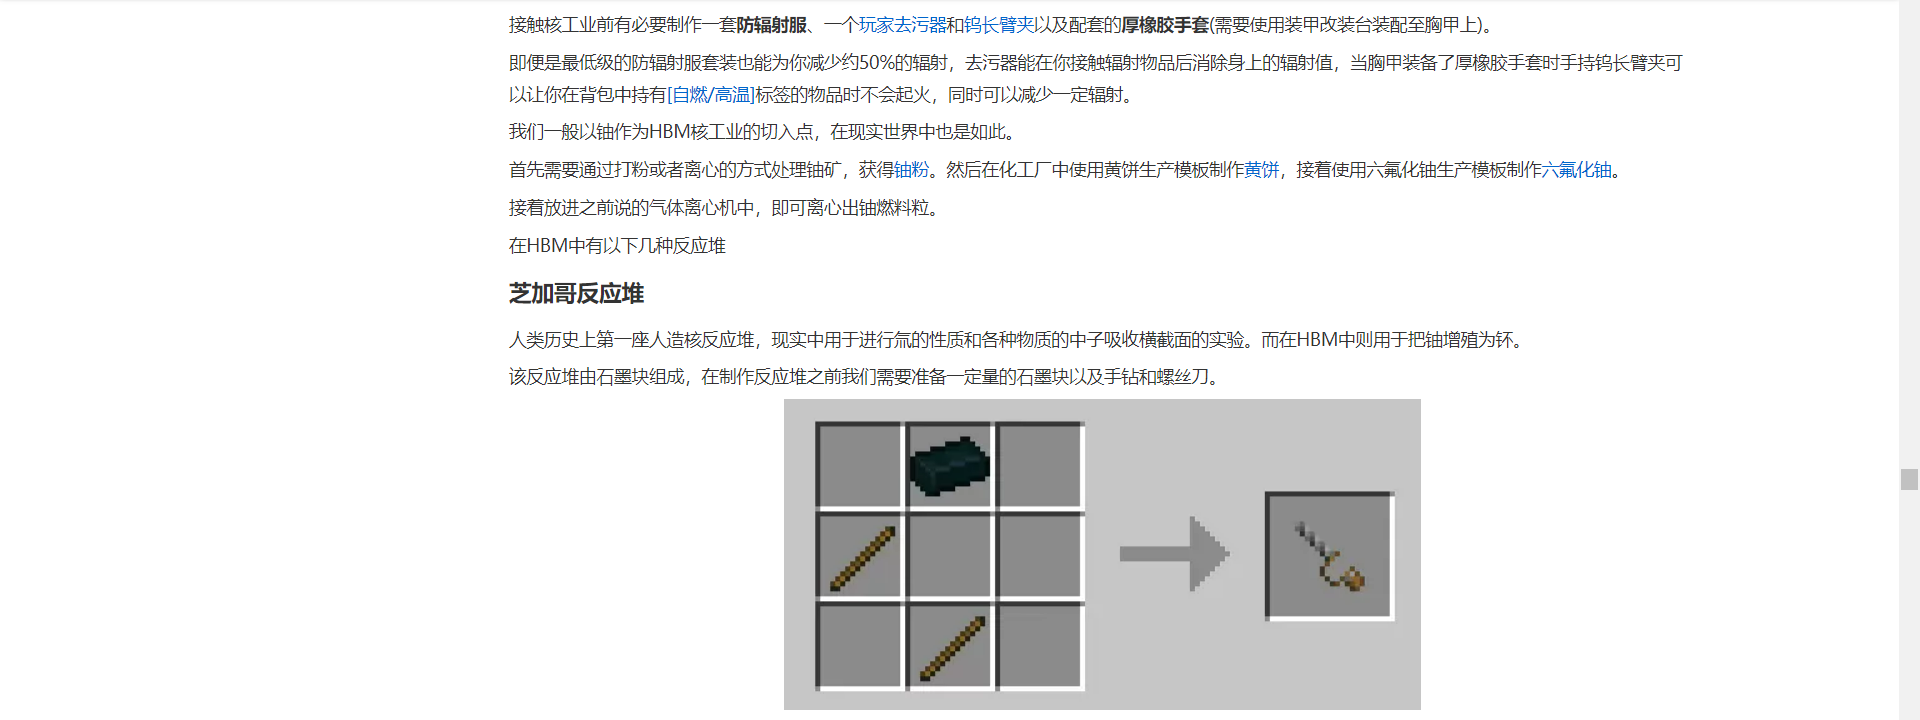 接触核工业前有必要制作一套防辐射服、一个玩家去污器和钨长臂夹以及配套的厚橡胶手套(需要使用装甲改装台装配至胸甲上)。
即便是最低级的防辐射服套装也能为你减少约50%的辐射，去污器能在你接触辐射物品后消除身上的辐射值，当胸甲装备了厚橡胶手套时手持钨长臂夹可
以让你在背包中持有[自燃/高温]标签的物品时不会起火，同时可以减少一定辐射。
我们一般以铀作为HBM核工业的切入点，在现实世界中也是如此。
首先需要通过打粉或者离心的方式处理铀矿，获得铀粉。然后在化工厂中使用黄饼生产模板制作黄饼，接着使用六氟化铀生产模板制作六氟化铀。
接着放进之前说的气体离心机中，即可离心出铀燃料粒。
在HBM中有以下几种反应堆
芝加哥反应堆
人类历史上第一座人造核反应堆，现实中用于进行氚的性质和各种物质的中子吸收横截面的实验。而在HBM中则用于把铀增殖为钚。
该反应堆由石墨块组成，在制作反应堆之前我们需要准备一定量的石墨块以及手钻和螺丝刀。